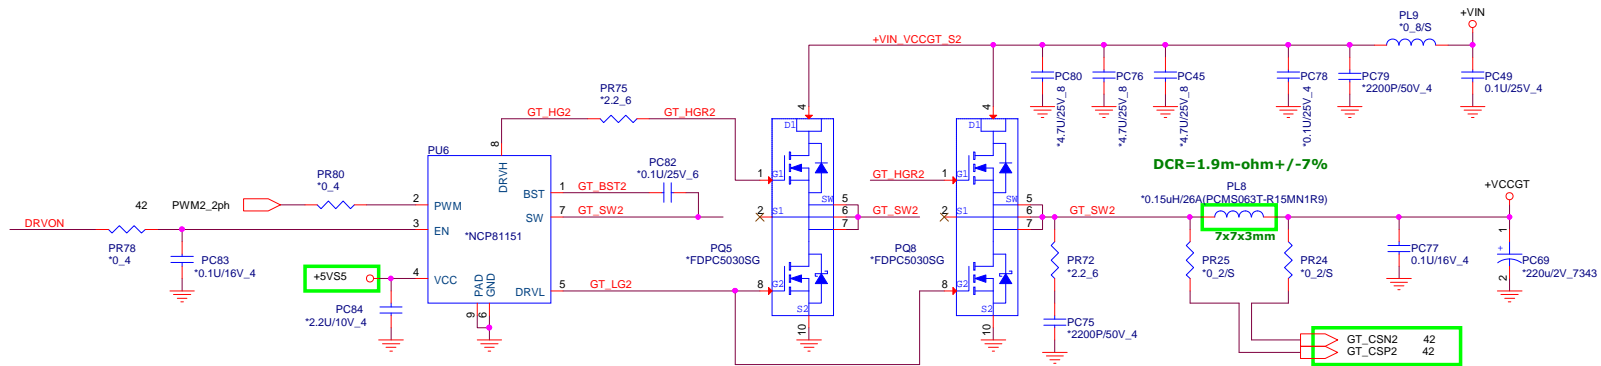 +VIN
PL9
*0_8/S
+VIN_VCCGT_S2
PC80
*4.7U/25V_8
PC76
*4.7U/25V_8
PC45
*4.7U/25V_8
PC78
*0.1U/25V_4
PC79
*2200P/50V_4
PC49
0.1U/25V_4
PR75
*2.2_6
GT_HG2
GT_HGR2
4
D1
1
G1
2
S1
SW
5
6
7
GT_SW2
PQ5
*FDPC5030SG
8
G2
S2
10
4
D1
GT_HGR2
1
G1
2
S1
SW
5
6
7
GT_SW2
PQ8
*FDPC5030SG
8
G2
S2
10
PU6
8
DRVH
PC82
*0.1U/25V_6
1
BST
GT_BST2
7
SW
GT_SW2
*NCP81151
5
DRVL
GT_LG2
2
PWM
3
EN
4
VCC
PAD
GND
9
6
PR80
*0_4
42
PWM2_2ph
DRVON
PR78
*0_4
PC83
*0.1U/16V_4
+5VS5
PC84
*2.2U/10V_4
DCR=1.9m-ohm+/-7%
PL8
*0.15uH/26A(PCMS063T-R15MN1R9)
7x7x3mm
+VCCGT
PR72
*2.2_6
PC75
*2200P/50V_4
PR25
*0_2/S
PR24
*0_2/S
PC77
0.1U/16V_4
1
+
PC69
*220u/2V_7343
2
GT_CSN2 42
GT_CSP2 42